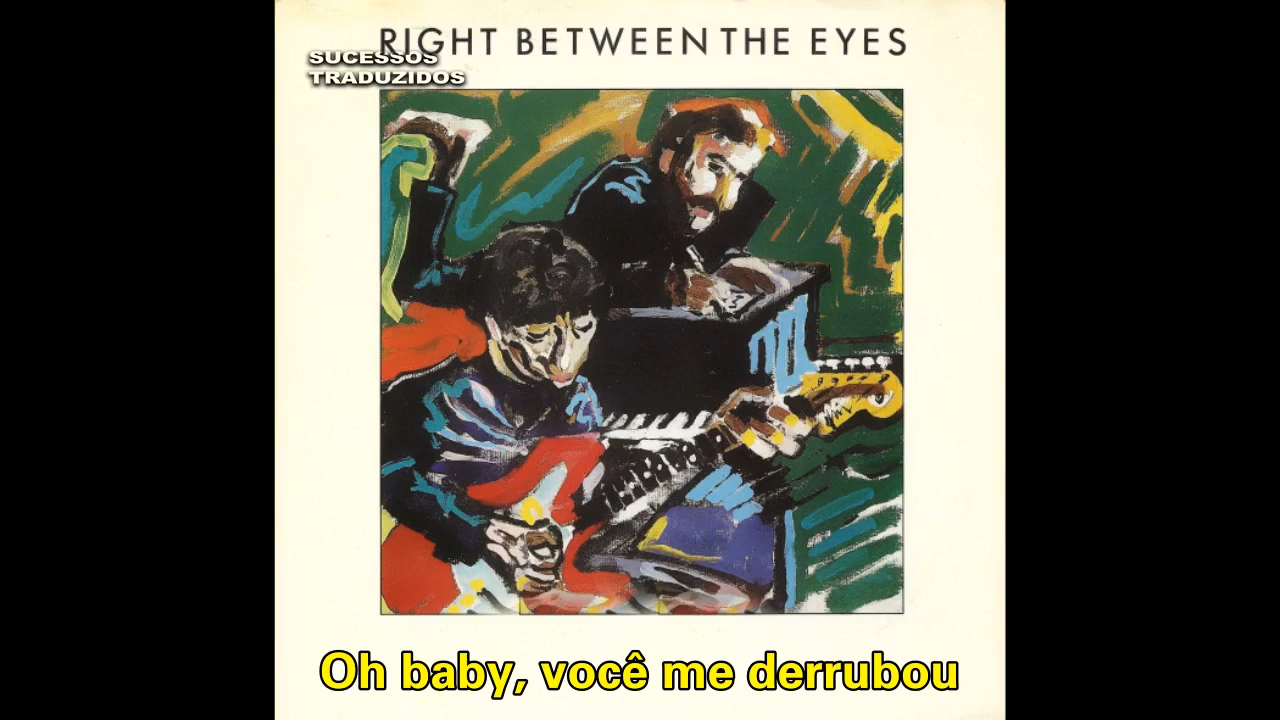 RIGHT BETWEEN THE EYES
SUCESSOS
TRADUZIDOS
Oh baby, você me derrubou